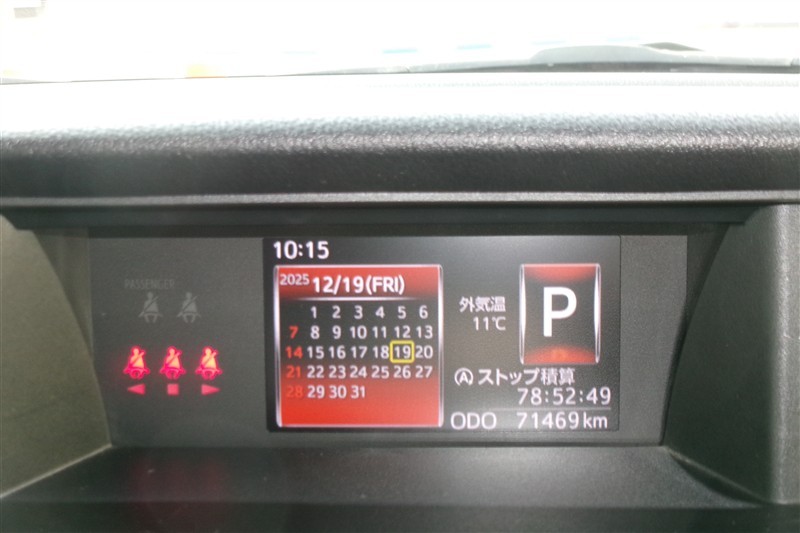 PASSENGER
10:15
2025 12/19(FRI)
1 2 3 4 5 6
7 8 9 10 11 12 13
14 15 16 17 18 19 20
21 22 23 24 25 26 27
28 29 30 31
外気温
11℃
P
Ⓐストップ積算
78:52:49
ODO 71469km